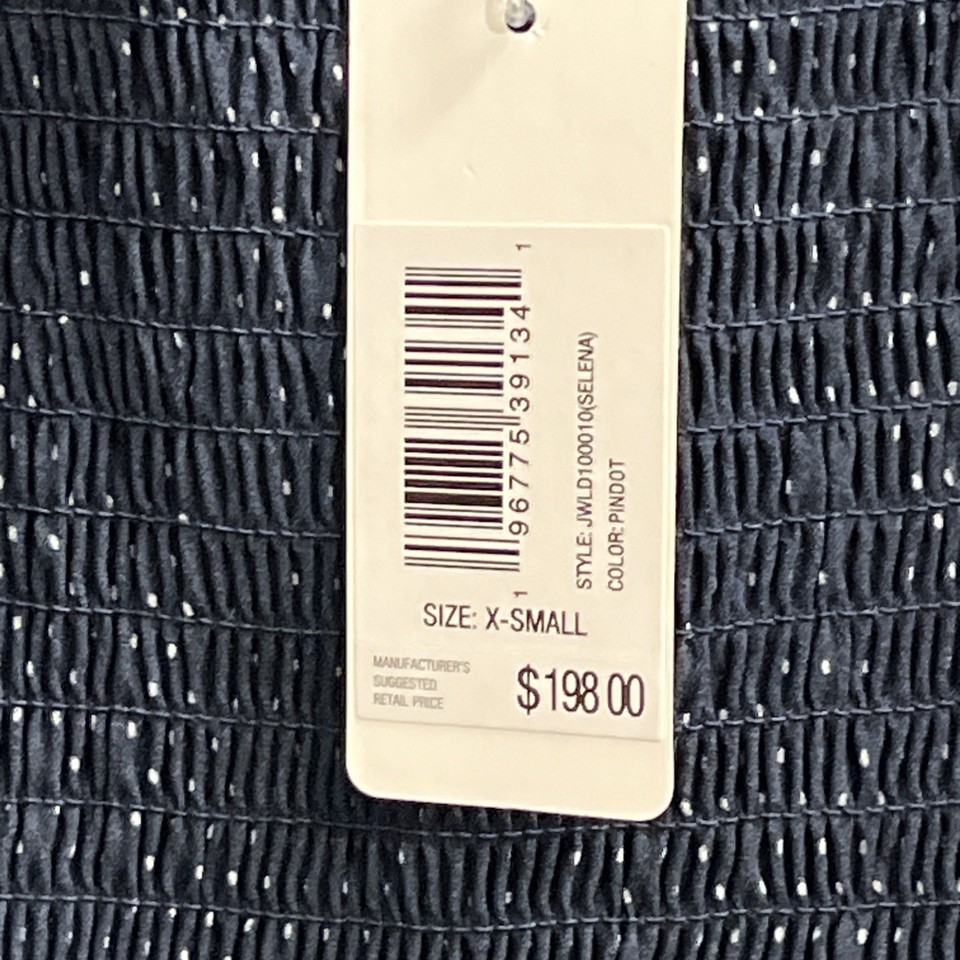 1 96775 39134 1
STYLE: JWLD100010(SELENA)
COLOR: PINDOT
SIZE: X-SMALL
MANUFACTURER'S
SUGGESTED
RETAIL PRICE
$198 00